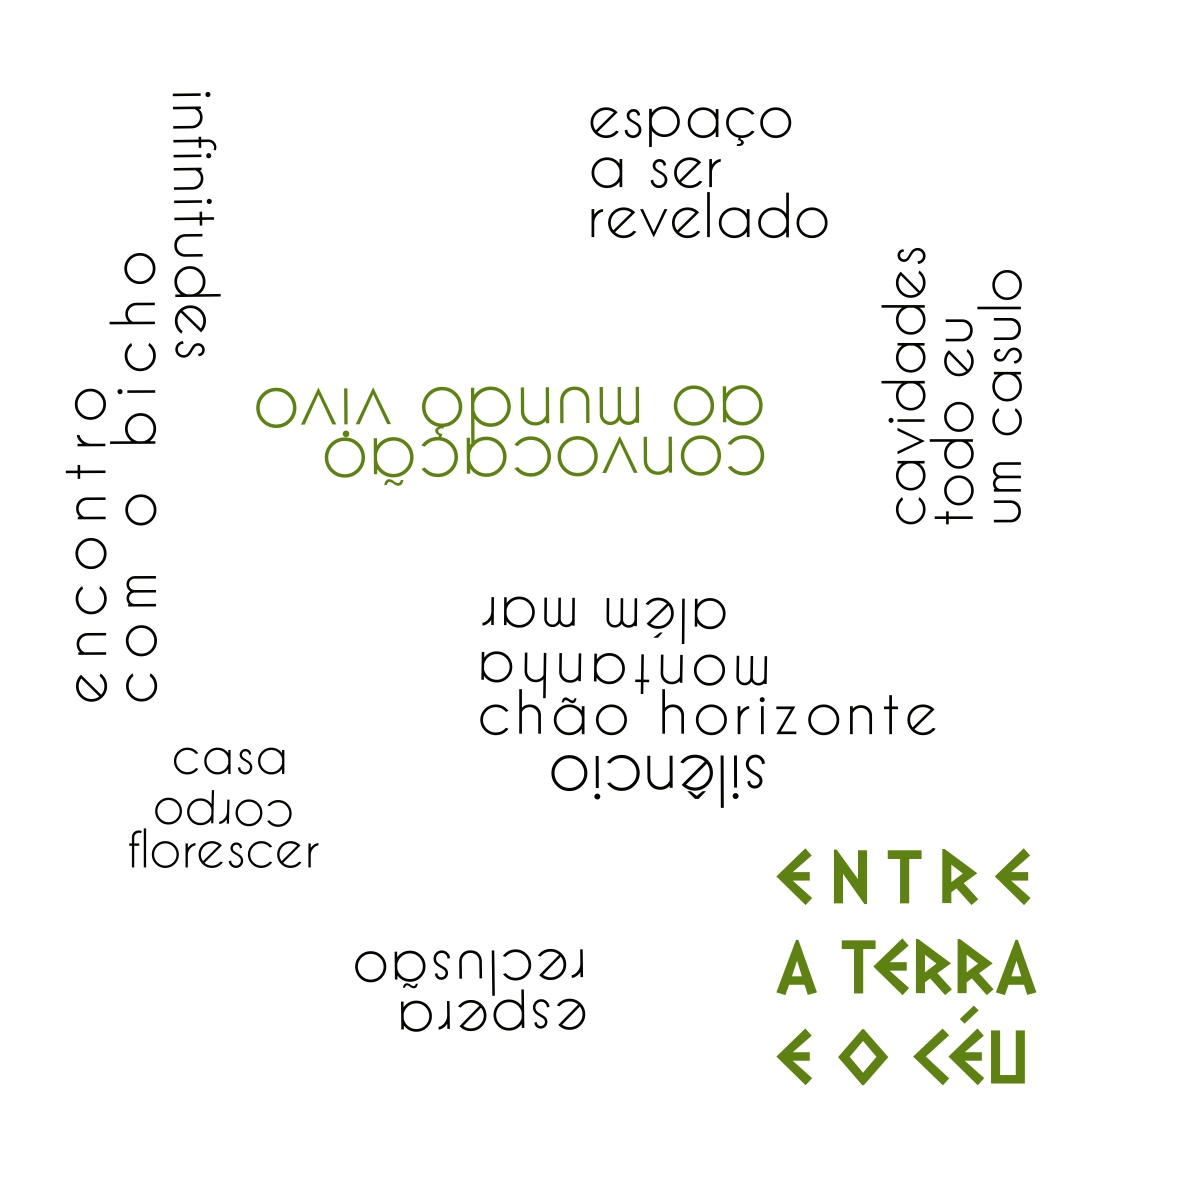 infinitudes
espaço
a ser
revelado
encontro
com o bicho
convocação
ao mundo vivo
cavidades
todo eu
um casulo
além mar
montanha
chão horizonte
silêncio
casa
corpo
florescer
espera
reclusão
ENTRE
A TERRA
E O CÉU